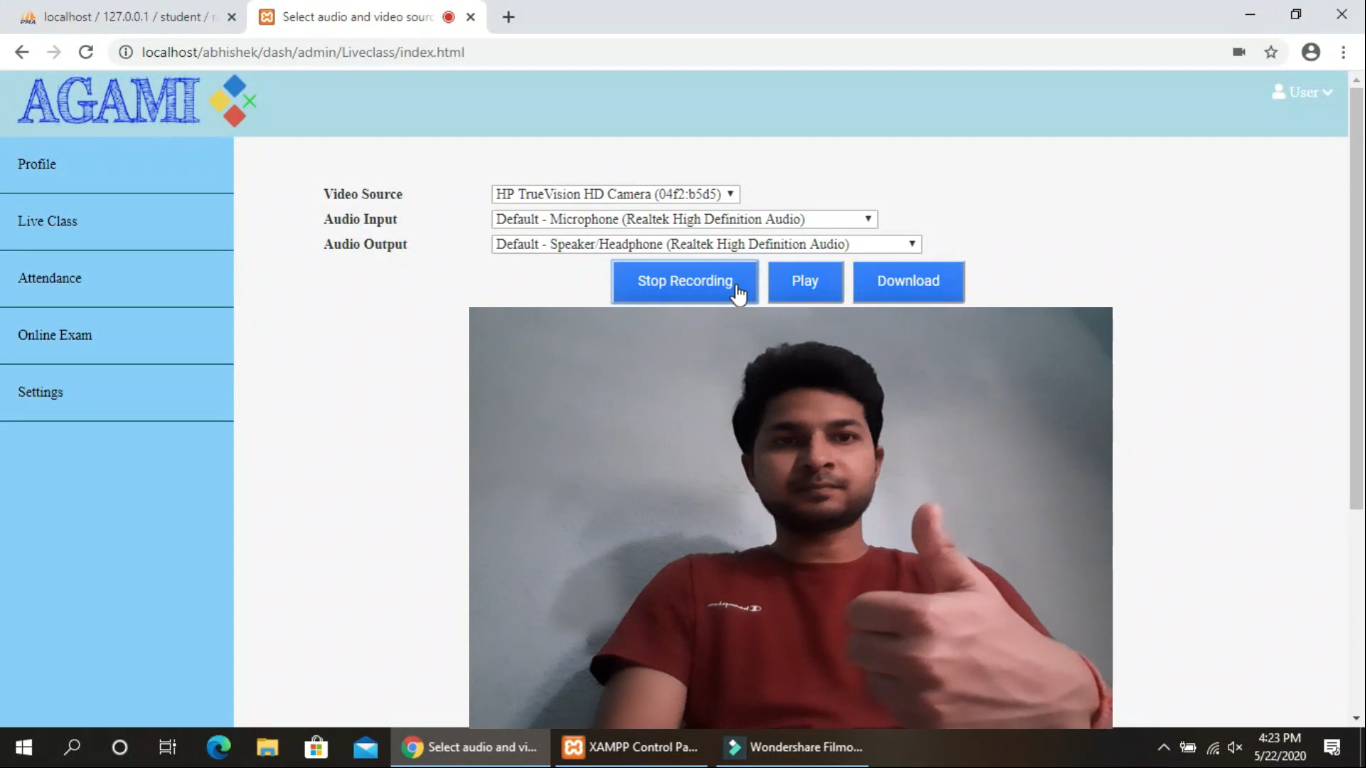 localhost / 127.0.0.1 / student /
Select audio and video sourc
localhost/abhishek/dash/admin/Liveclass/index.html
AGAMI
User
Profile
Live Class
Attendance
Online Exam
Settings
Video Source HP TrueVision HD Camera (04f2:b5d5)
Audio Input Default - Microphone (Realtek High Definition Audio)
Audio Output Default - Speaker/Headphone (Realtek High Definition Audio)
Stop Recording Play Download
Select audio and vi...
XAMPP Control Pa...
Wondershare Filmo...
4:23 PM
5/22/2020